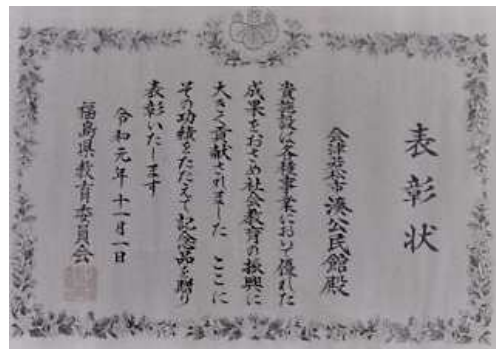 表彰状
会津若松市湊公民館殿
貴施設は各種事業において優れた
成果をおさめ社会教育の振興に
大きく貢献されました ここに
その功績をたたえて記念品を贈り
表彰いたします
令和元年十一月一日
福島県教育委員会